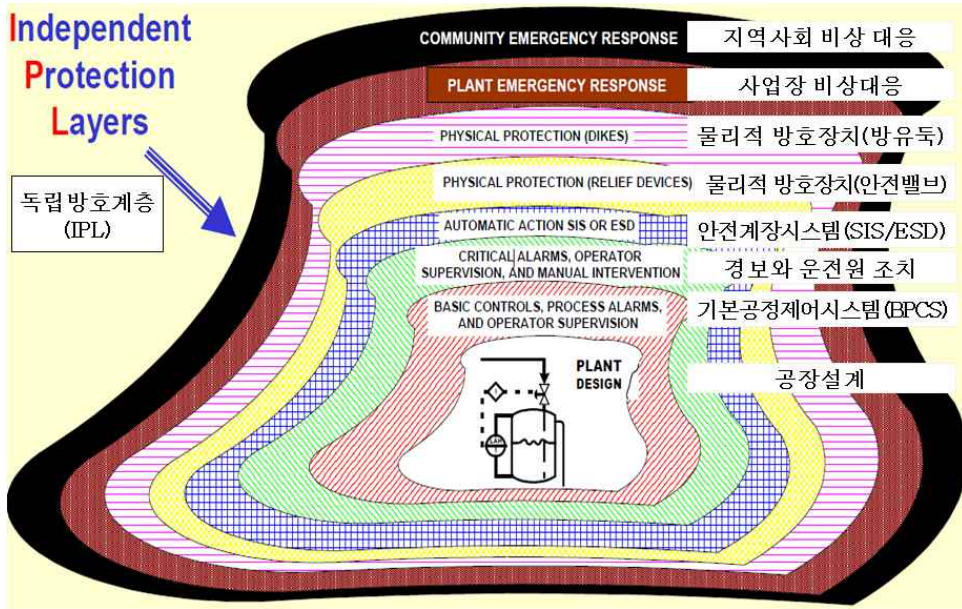 Independent
Protection
Layers
독립방호계층
(IPL)
COMMUNITY EMERGENCY RESPONSE
지역사회 비상 대응
PLANT EMERGENCY RESPONSE
사업장 비상대응
PHYSICAL PROTECTION (DIKES)
물리적 방호장치(방유둑)
PHYSICAL PROTECTION (RELIEF DEVICES)
물리적 방호장치(안전밸브)
AUTOMATIC ACTION SIS OR ESD
안전계장시스템(SIS/ESD)
CRITICAL ALARMS, OPERATOR
SUPERVISION, AND MANUAL INTERVENTION
경보와 운전원 조치
BASIC CONTROLS, PROCESS ALARMS,
AND OPERATOR SUPERVISION
기본공정제어시스템(BPCS)
PLANT
DESIGN
공장설계
I
LAH